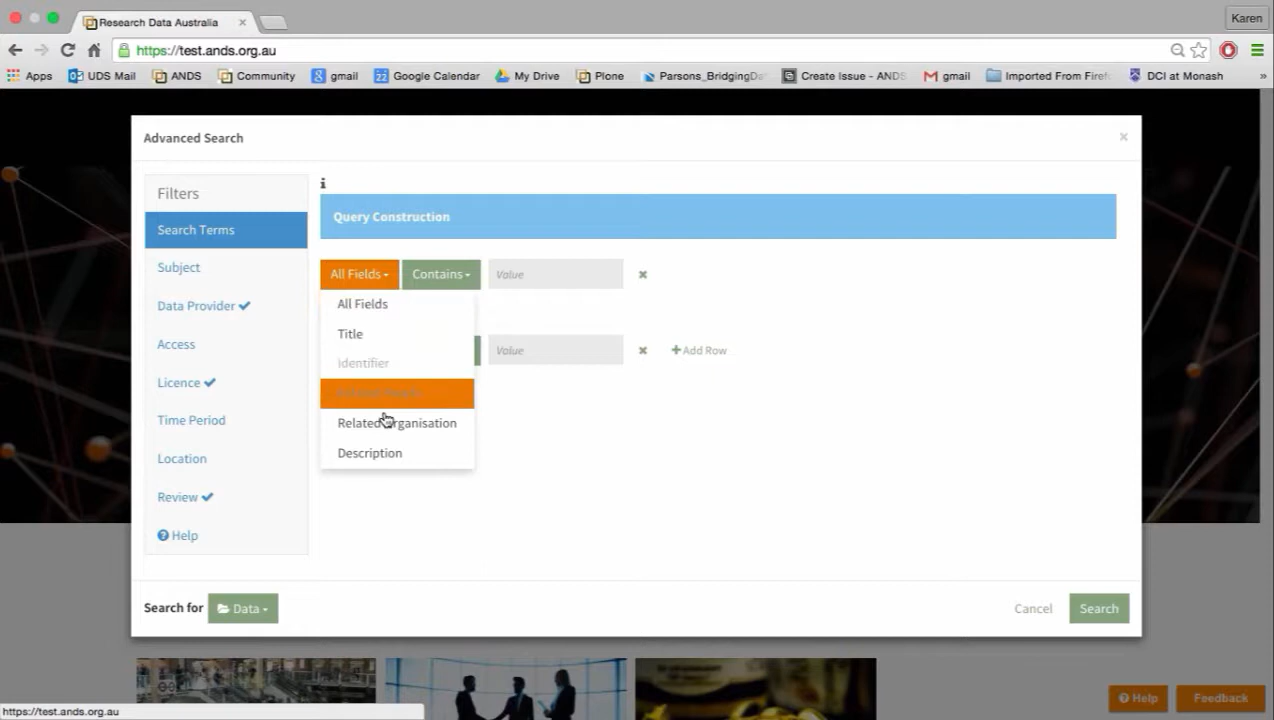 Research Data Australia
Karen
https://test.ands.org.au
Apps UDS Mail ANDS Community gmail Google Calendar My Drive Plone Parsons_BridgingDa Create Issue - ANDS gmail Imported From Firef DCI at Monash »
Advanced Search
Filters
Search Terms
Subject
Data Provider
Access
Licence
Time Period
Location
Review
Help
Query Construction
All Fields Contains Value
All Fields
Title
Identifier
Related Organisation
Description
Value Add Row
Search for Data
Cancel Search
Help Feedback
https://test.ands.org.au